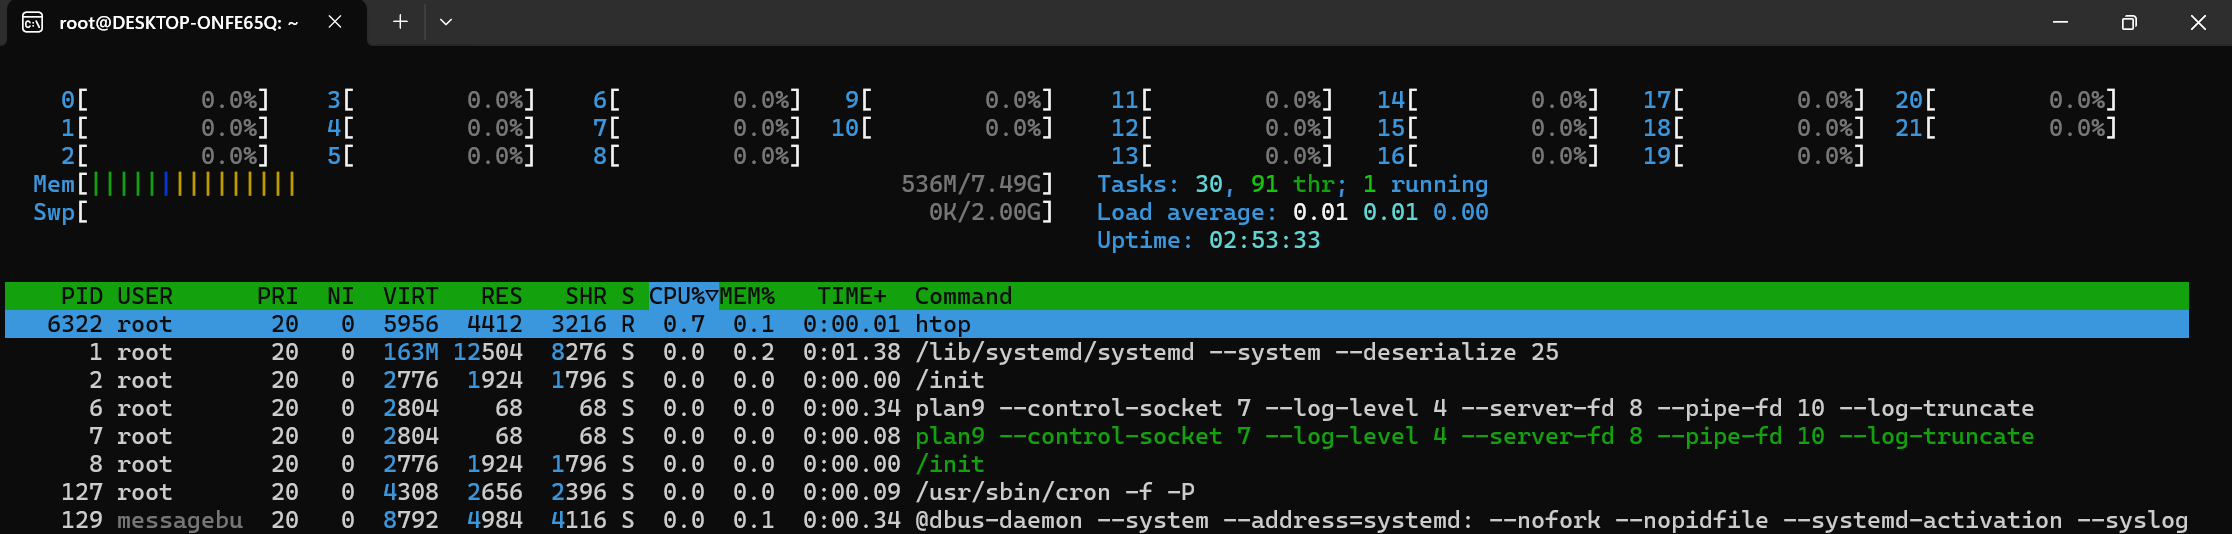 root@DESKTOP-ONFE65Q: ~
0[ 0.0%] 3[ 0.0%] 6[ 0.0%] 9[ 0.0%] 11[ 0.0%] 14[ 0.0%] 17[ 0.0%] 20[ 0.0%]
1[ 0.0%] 4[ 0.0%] 7[ 0.0%] 10[ 0.0%] 12[ 0.0%] 15[ 0.0%] 18[ 0.0%] 21[ 0.0%]
2[ 0.0%] 5[ 0.0%] 8[ 0.0%] 13[ 0.0%] 16[ 0.0%] 19[ 0.0%]
Mem[||||||||||||||| 536M/7.49G] Tasks: 30, 91 thr; 1 running
Swp[ 0K/2.00G] Load average: 0.01 0.01 0.00
Uptime: 02:53:33
PID USER PRI NI VIRT RES SHR S CPU%▽MEM% TIME+ Command
6322 root 20 0 5956 4412 3216 R 0.7 0.1 0:00.01 htop
1 root 20 0 163M 12504 8276 S 0.0 0.2 0:01.38 /lib/systemd/systemd --system --deserialize 25
2 root 20 0 2776 1924 1796 S 0.0 0.0 0:00.00 /init
6 root 20 0 2804 68 68 S 0.0 0.0 0:00.34 plan9 --control-socket 7 --log-level 4 --server-fd 8 --pipe-fd 10 --log-truncate
7 root 20 0 2804 68 68 S 0.0 0.0 0:00.08 plan9 --control-socket 7 --log-level 4 --server-fd 8 --pipe-fd 10 --log-truncate
8 root 20 0 2776 1924 1796 S 0.0 0.0 0:00.00 /init
127 root 20 0 4308 2656 2396 S 0.0 0.0 0:00.09 /usr/sbin/cron -f -P
129 messagebu 20 0 8792 4984 4116 S 0.0 0.1 0:00.34 @dbus-daemon --system --address=systemd: --nofork --nopidfile --systemd-activation --syslog